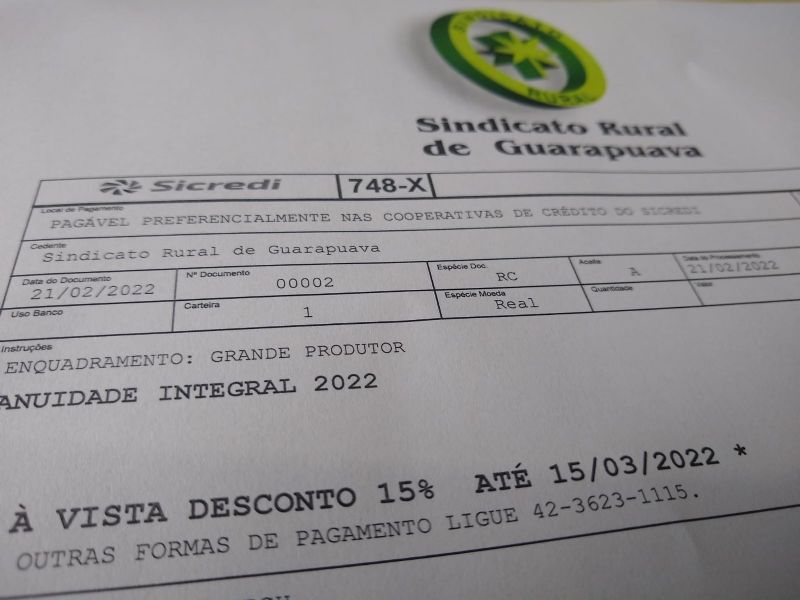 SINDICATO
RURAL
Sindicato Rural
de Guarapuava
Sicredi 748-X
Local de Pagamento
PAGÁVEL PREFERENCIALMENTE NAS COOPERATIVAS DE CRÉDITO DO SICREDI
Cedente
Sindicato Rural de Guarapuava
Data do Documento Nº Documento Espécie Doc. Aceite Data do Processamento
21/02/2022 00002 RC A 21/02/2022
Uso Banco Carteira Espécie Moeda Quantidade Valor
1 Real
Instruções
ENQUADRAMENTO: GRANDE PRODUTOR
ANUIDADE INTEGRAL 2022
À VISTA DESCONTO 15% ATÉ 15/03/2022 *
OUTRAS FORMAS DE PAGAMENTO LIGUE 42-3623-1115.